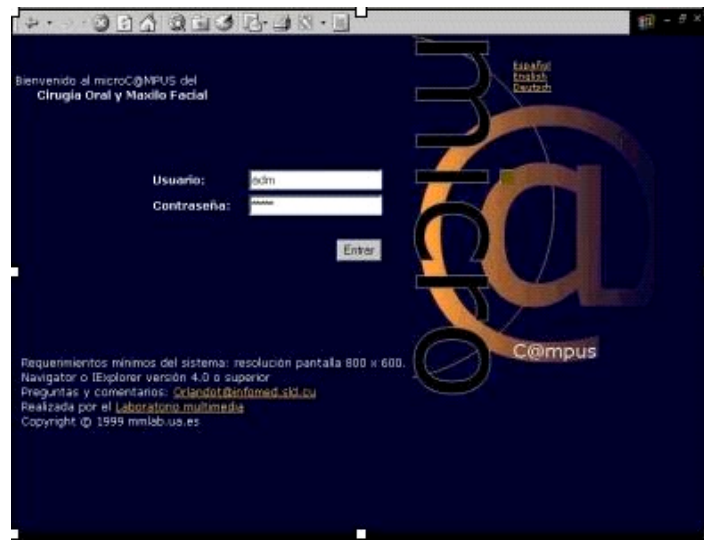 Español
English
Deutsch
Bienvenido al microC@MPUS del
Cirugia Oral y Maxilo Facial
Usuario: adm
Contraseña: *****
Entrar
micro
@
C@mpus
Requerimientos mínimos del sistema: resolución pantalla 800 x 600.
Navigator o IExplorer versión 4.0 o superior
Preguntas y comentarios: Orlandot@infomed.sld.cu
Realizada por el Laboratorio multimedia
Copyright © 1999 mmlab.ua.es